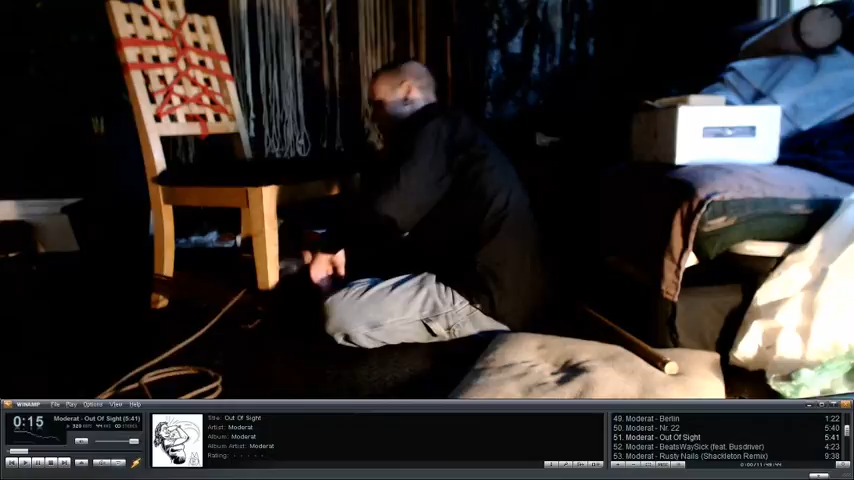 WINAMP File Play Options View Help
0:15
Moderat - Out Of Sight (5:41)
Title: Out Of Sight
Artist: Moderat
Album: Moderat
Album Artist: Moderat
Rating:
49. Moderat - Berlin 1:22
50. Moderat - Nr. 22 5:40
51. Moderat - Out Of Sight 5:41
52. Moderat - BeatsWaySick (feat. Busdriver) 4:23
53. Moderat - Rusty Nails (Shackleton Remix) 9:38